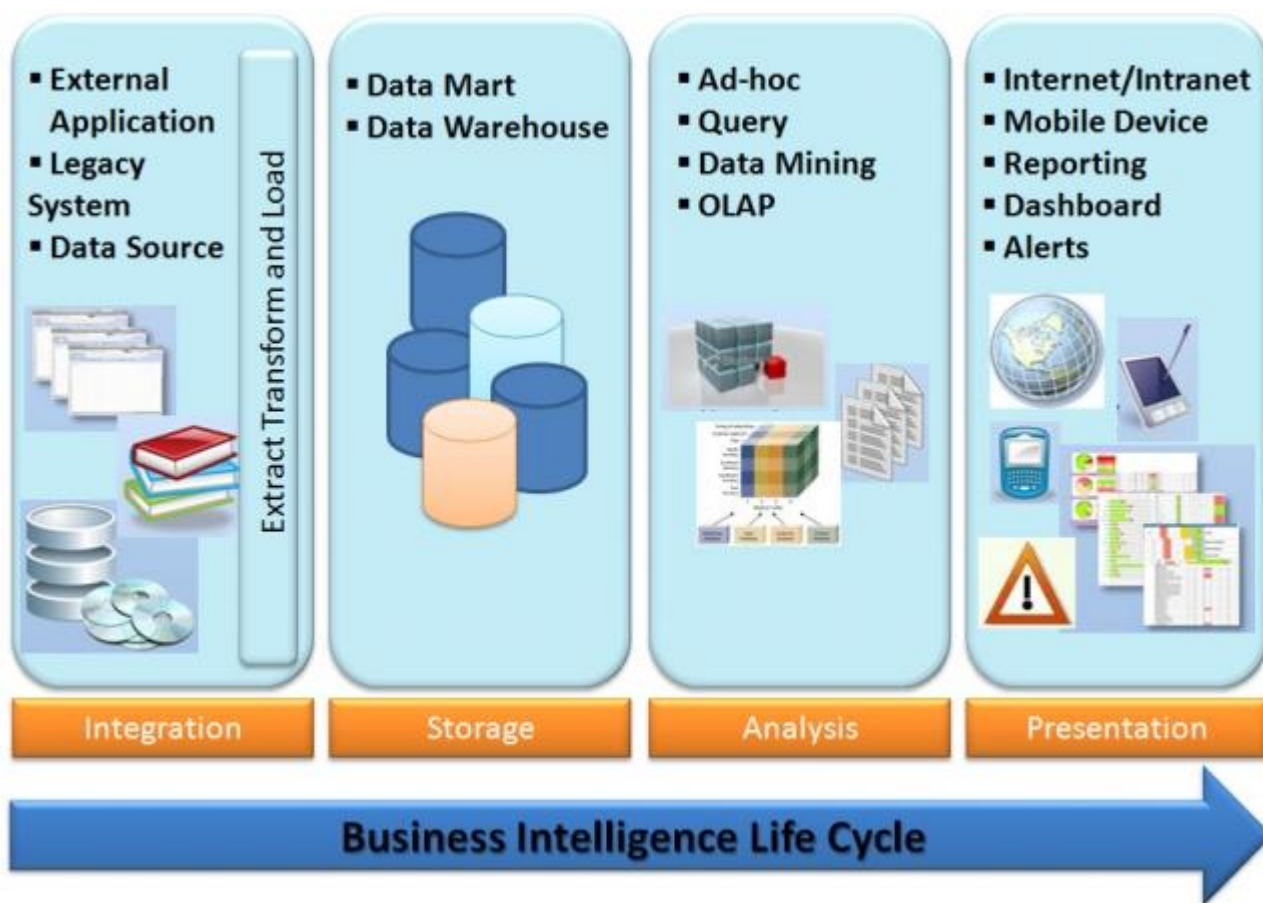 ▪ External
Application
▪ Legacy
System
▪ Data Source
Extract Transform and Load
▪ Data Mart
▪ Data Warehouse
▪ Ad-hoc
▪ Query
▪ Data Mining
▪ OLAP
▪ Internet/Intranet
▪ Mobile Device
▪ Reporting
▪ Dashboard
▪ Alerts
Integration
Storage
Analysis
Presentation
Business Intelligence Life Cycle